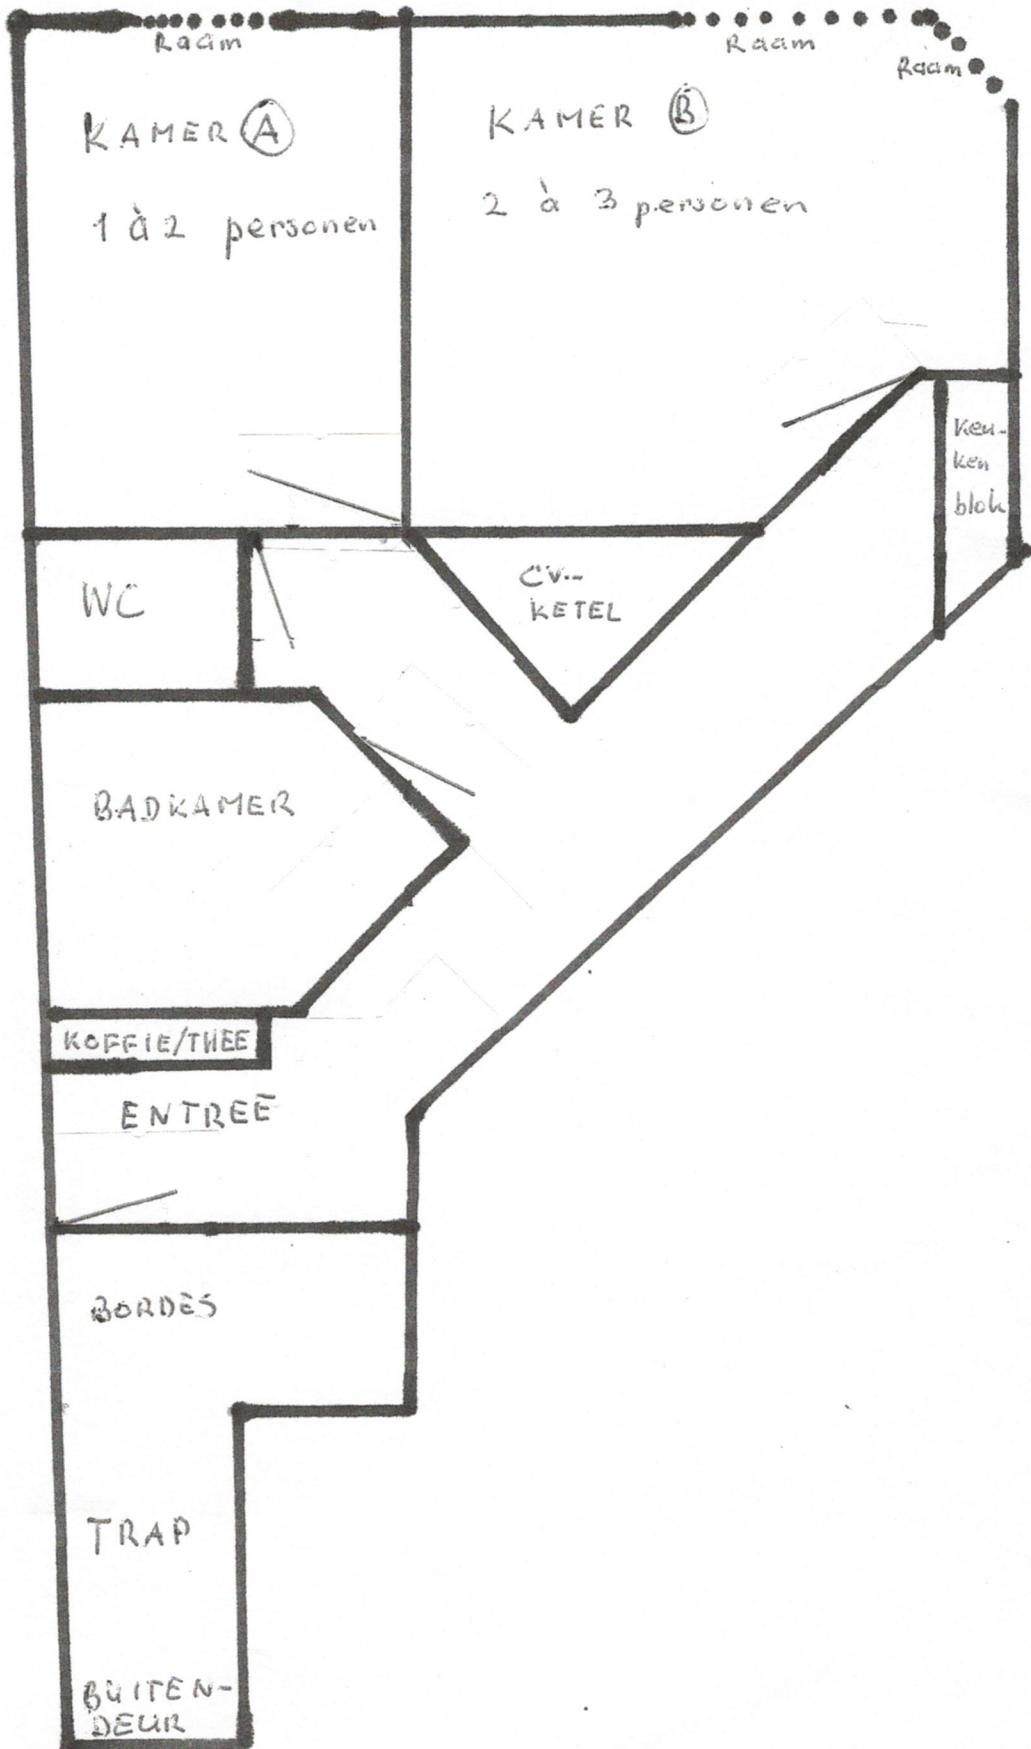 Raam
Raam
Raam
KAMER A
1 à 2 personen
KAMER B
2 à 3 personen
Keu-
ken
blok
WC
CV-
KETEL
BADKAMER
KOFFIE/THEE
ENTREE
BORDES
TRAP
BUITEN-
DEUR